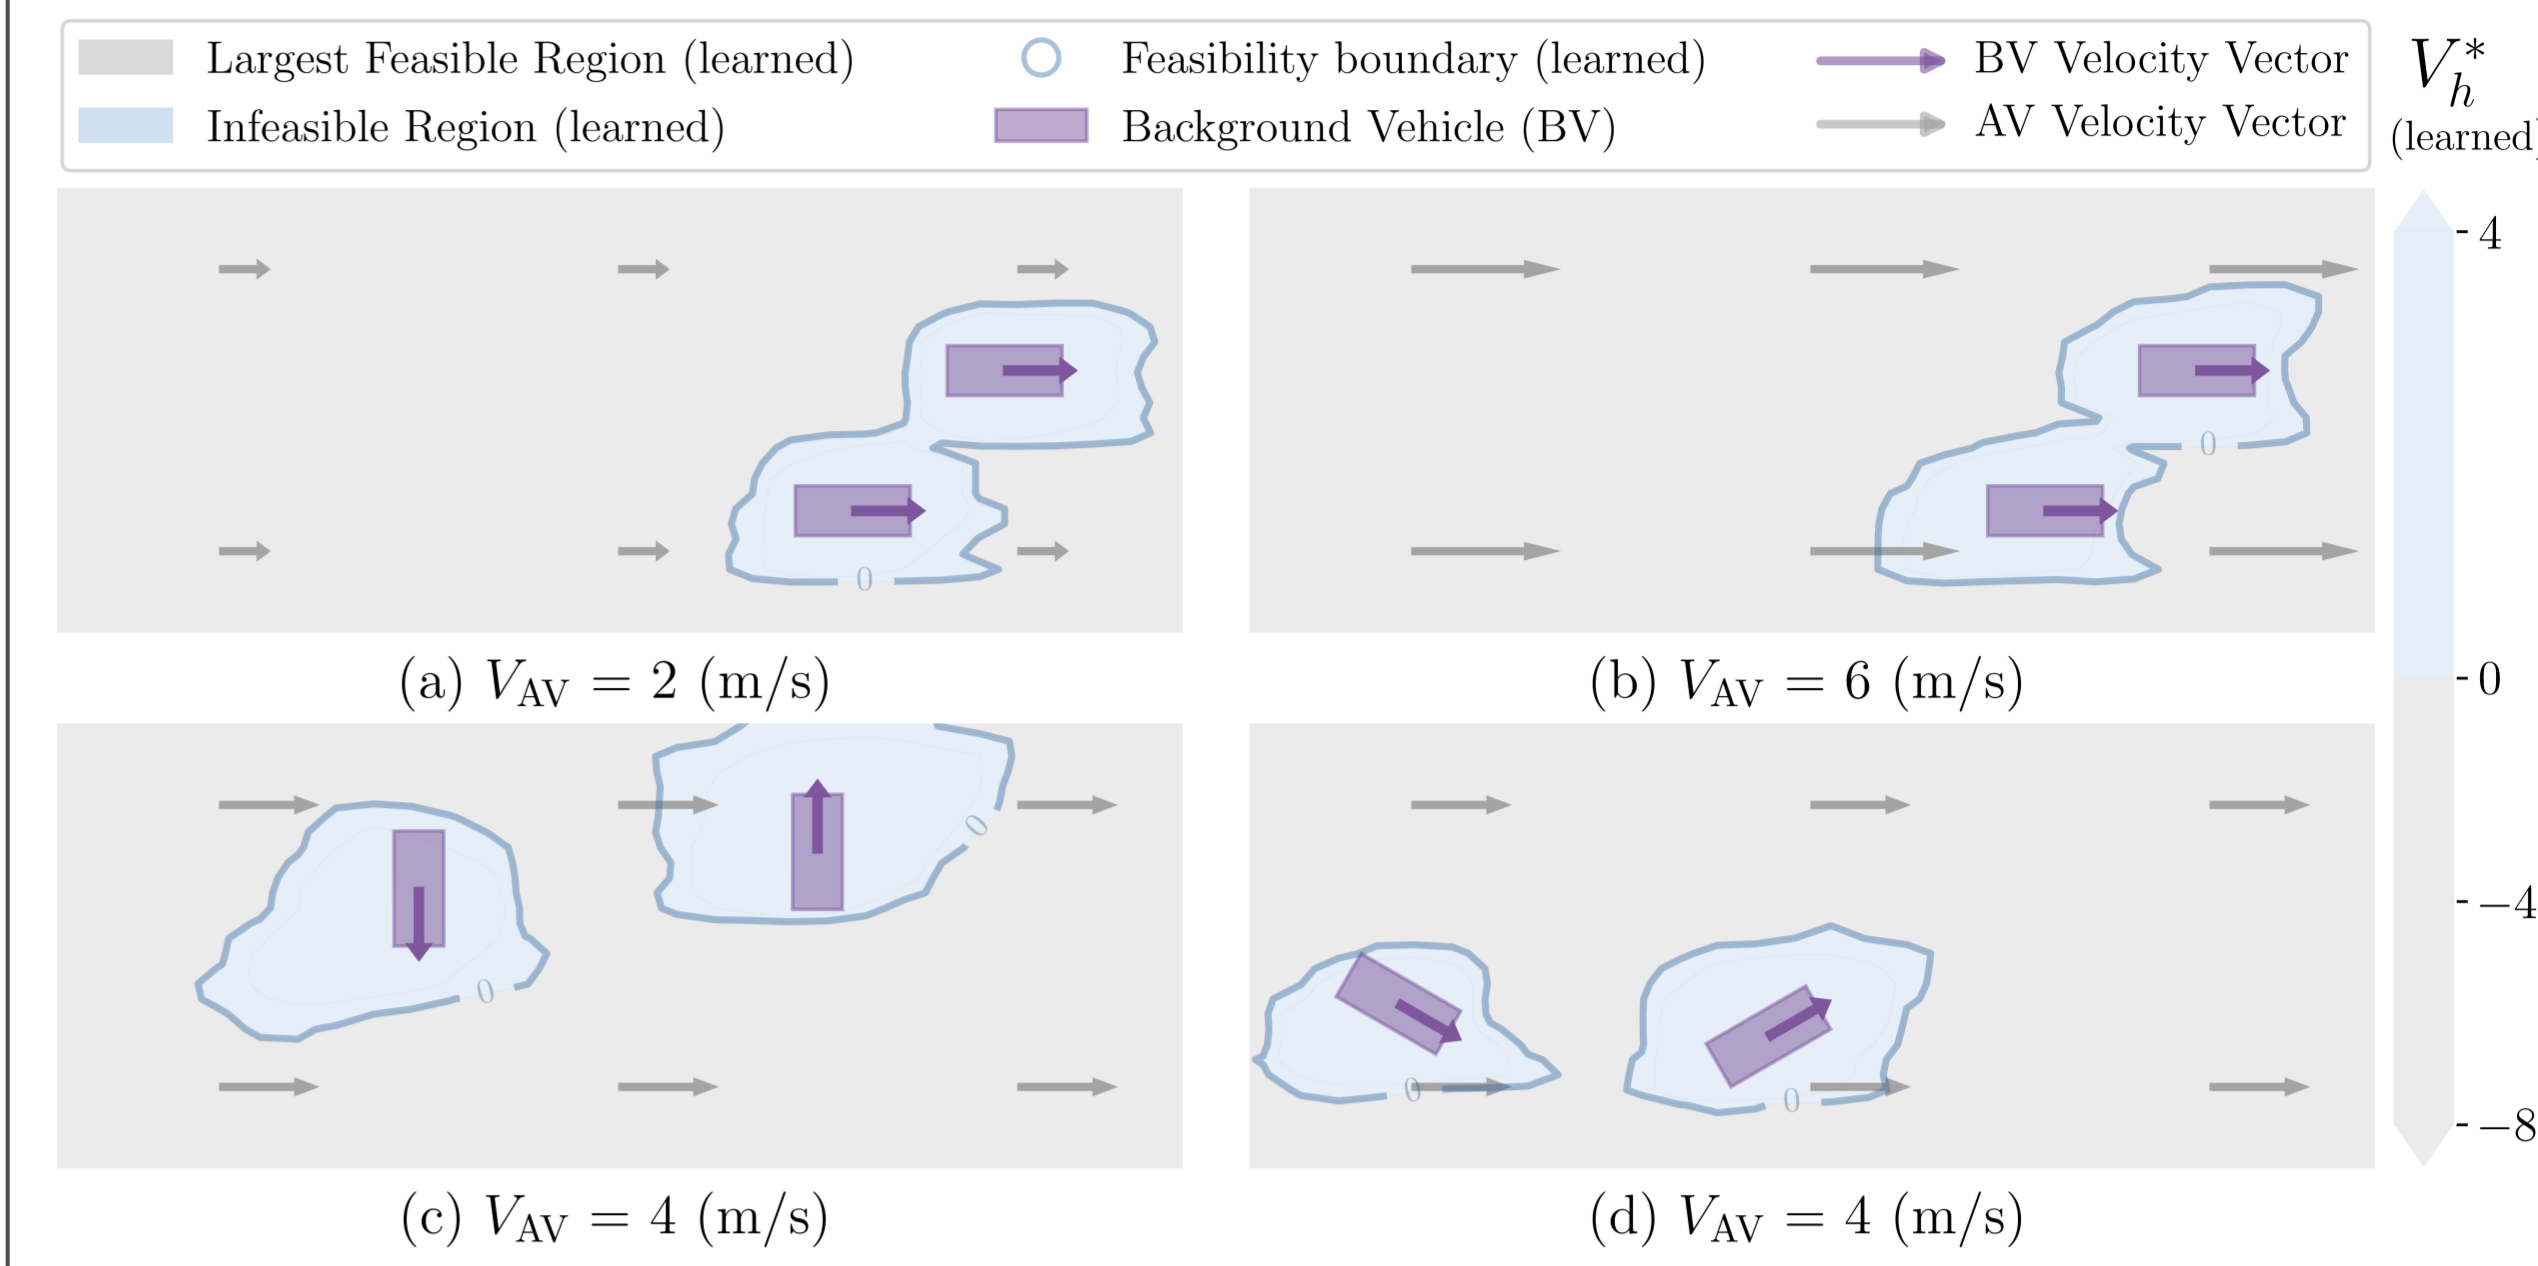 Largest Feasible Region (learned)
Infeasible Region (learned)
Feasibility boundary (learned)
Background Vehicle (BV)
BV Velocity Vector
AV Velocity Vector
V*h
(learned)
0
(a) VAV = 2 (m/s)
0
(b) VAV = 6 (m/s)
0
0
(c) VAV = 4 (m/s)
0
0
(d) VAV = 4 (m/s)
4
0
−4
−8